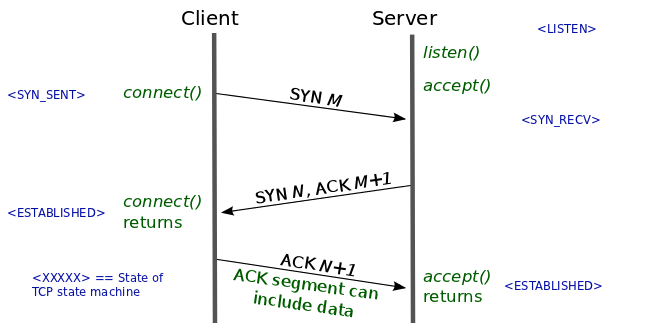 Client
Server
<LISTEN>
listen()
<SYN_SENT>
connect()
SYN M
accept()
<SYN_RECV>
SYN N, ACK M+1
connect()
returns
<ESTABLISHED>
ACK N+1
ACK segment can
include data
accept()
returns
<ESTABLISHED>
<XXXXX> == State of
TCP state machine